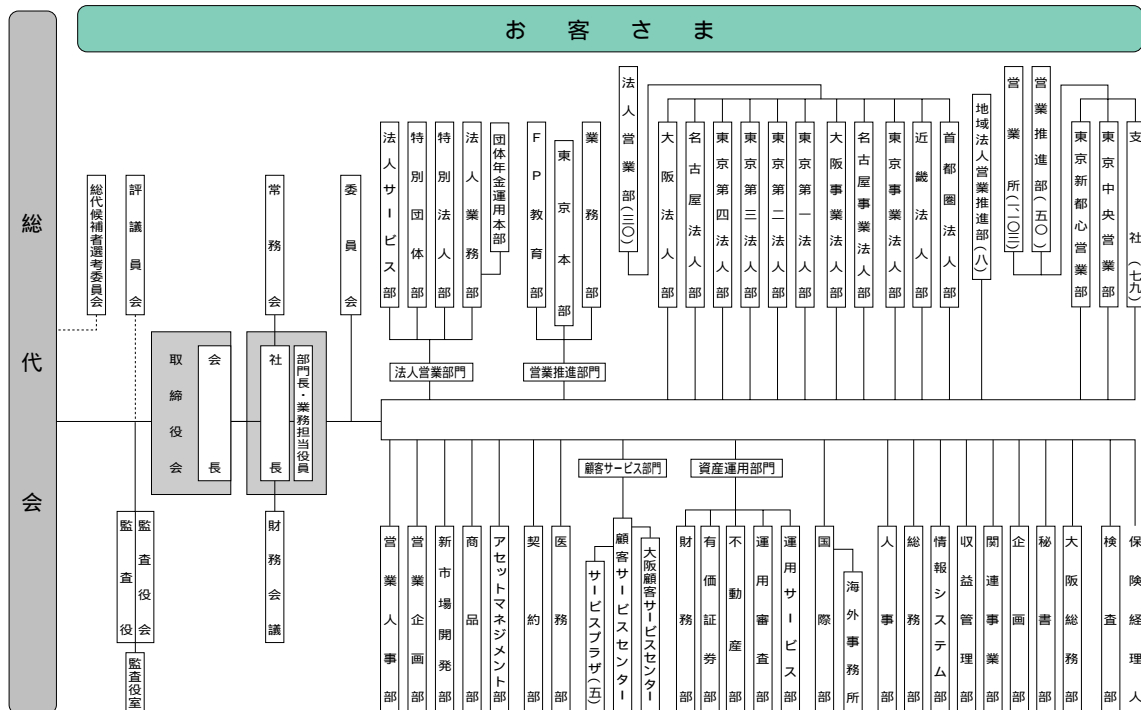 お客さま
総代会
総代候補者選考委員会
評議員会
常務会
委員会
法人サービス部
特別団体部
特別法人部
法人業務部
団体年金運用本部
FP教育部
東京本部
業務部
法人営業部(三〇)
大阪法人部
名古屋法人部
東京第四法人部
東京第三法人部
東京第二法人部
東京第一法人部
大阪事業法人部
名古屋事業法人部
東京事業法人部
近畿法人部
首都圏法人部
地域法人営業推進部(八)
営業推進部(五〇)
東京新都心営業部
東京中央営業部
支社(七九)
取締役会
会長
社長
部門長・業務担当役員
法人営業部門
営業推進部門
監査役
監査役会
監査役室
財務会議
顧客サービス部門
資産運用部門
営業人事部
営業企画部
新市場開発部
商品部
アセットマネジメント部
契約部
医務部
サービスプラザ(五)
顧客サービスセンター
大阪顧客サービスセンター
財務部
有価証券部
不動産部
運用審査部
運用サービス部
国際部
海外事務所
人事部
総務部
情報システム部
収益管理部
関連事業部
企画部
秘書部
大阪総務部
検査部
保険経理人